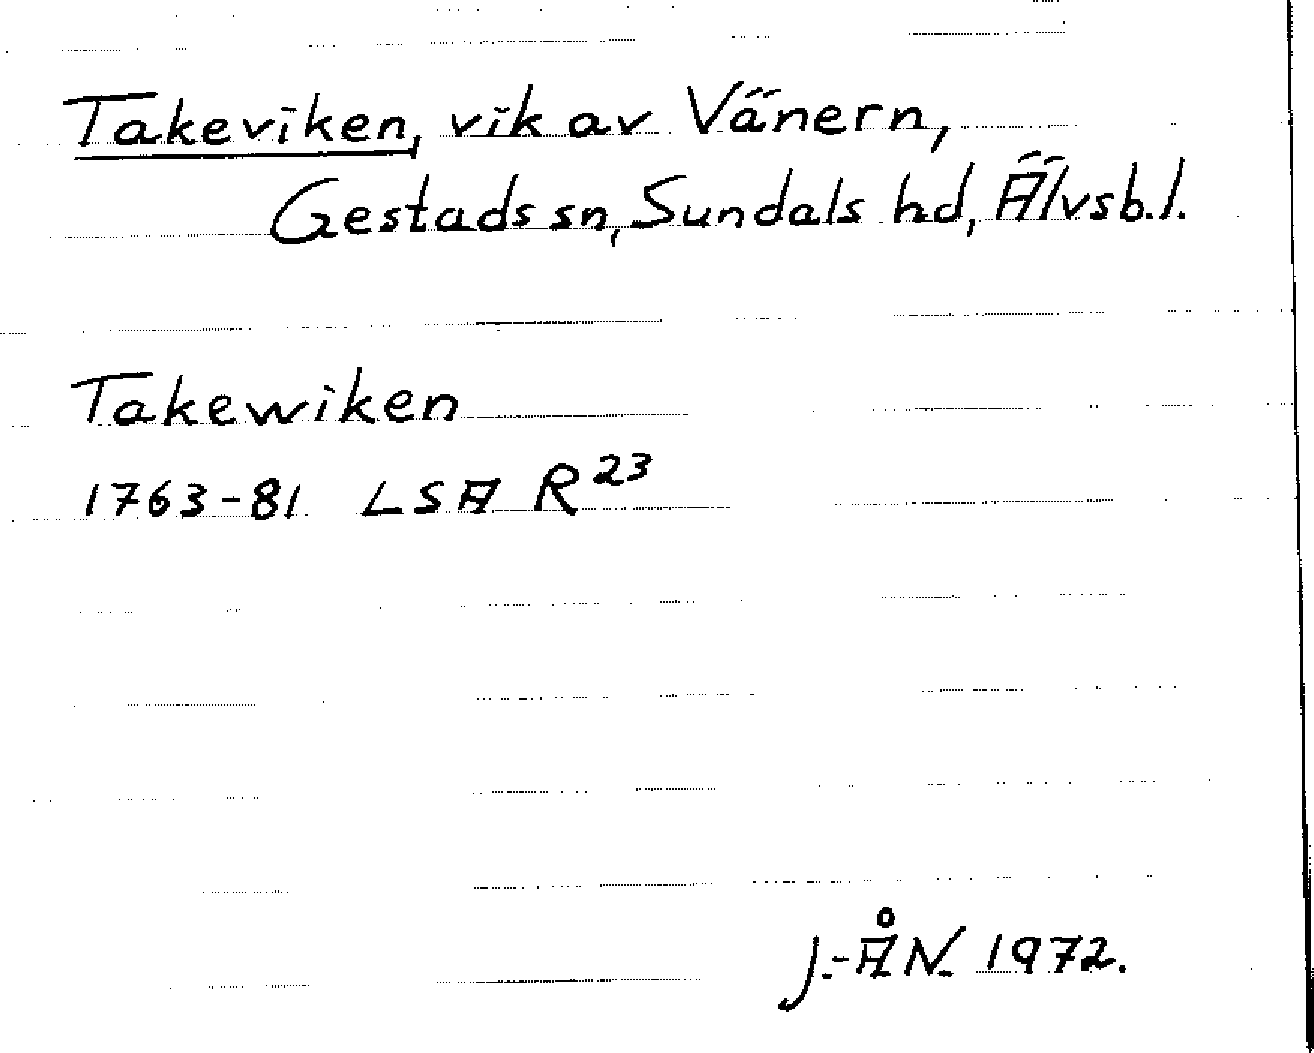 Takeviken, vik av Vänern,
Gestads sn, Sundals hd, Älvsb.l.
Takewiken
1763-81 LSA R²³
J.-ÅN. 1972.